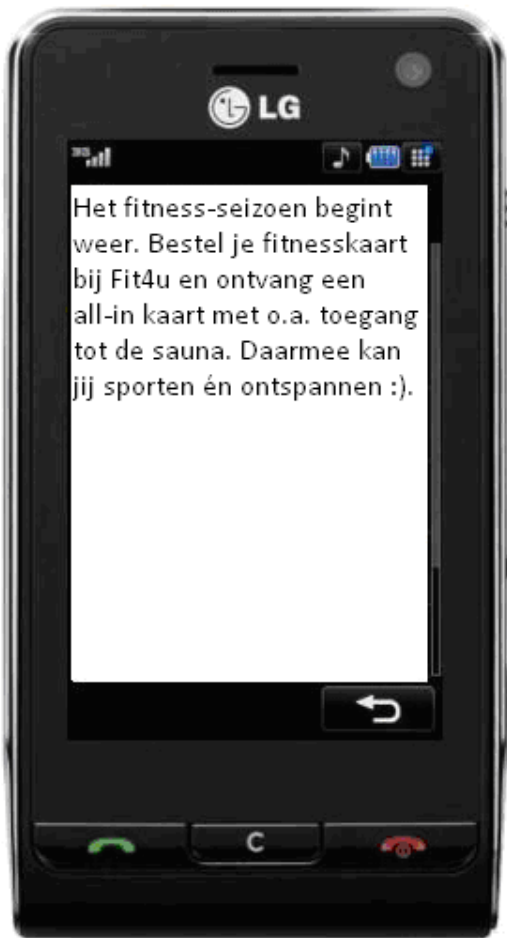 LG
3G
Het fitness-seizoen begint
weer. Bestel je fitnesskaart
bij Fit4u en ontvang een
all-in kaart met o.a. toegang
tot de sauna. Daarmee kan
jij sporten én ontspannen :).
C